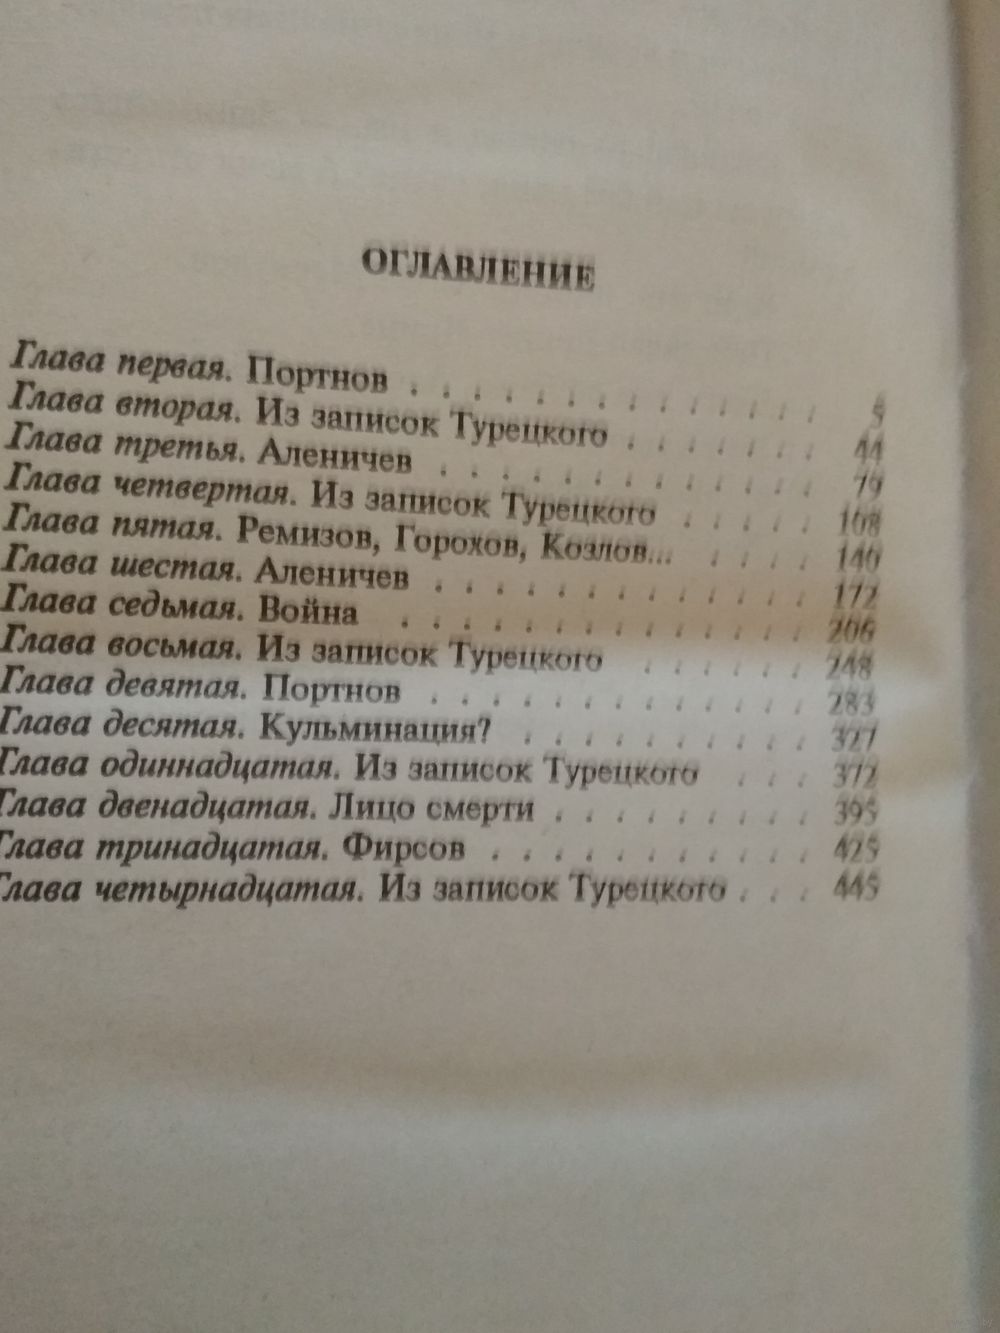 ОГЛАВЛЕНИЕ
Глава первая. Портнов . . . . . . . . . . . . . . 5
Глава вторая. Из записок Турецкого . . . . . . . 44
Глава третья. Аленичев . . . . . . . . . . . . . 79
Глава четвертая. Из записок Турецкого . . . . . 108
Глава пятая. Ремизов, Горохов, Козлов... . . . . 140
Глава шестая. Аленичев . . . . . . . . . . . . . 172
Глава седьмая. Война . . . . . . . . . . . . . . 206
Глава восьмая. Из записок Турецкого . . . . . . 248
Глава девятая. Портнов . . . . . . . . . . . . . 283
Глава десятая. Кульминация? . . . . . . . . . . 327
Глава одиннадцатая. Из записок Турецкого . . . 372
Глава двенадцатая. Лицо смерти . . . . . . . . . 395
Глава тринадцатая. Фирсов . . . . . . . . . . . 425
Глава четырнадцатая. Из записок Турецкого . . . 445